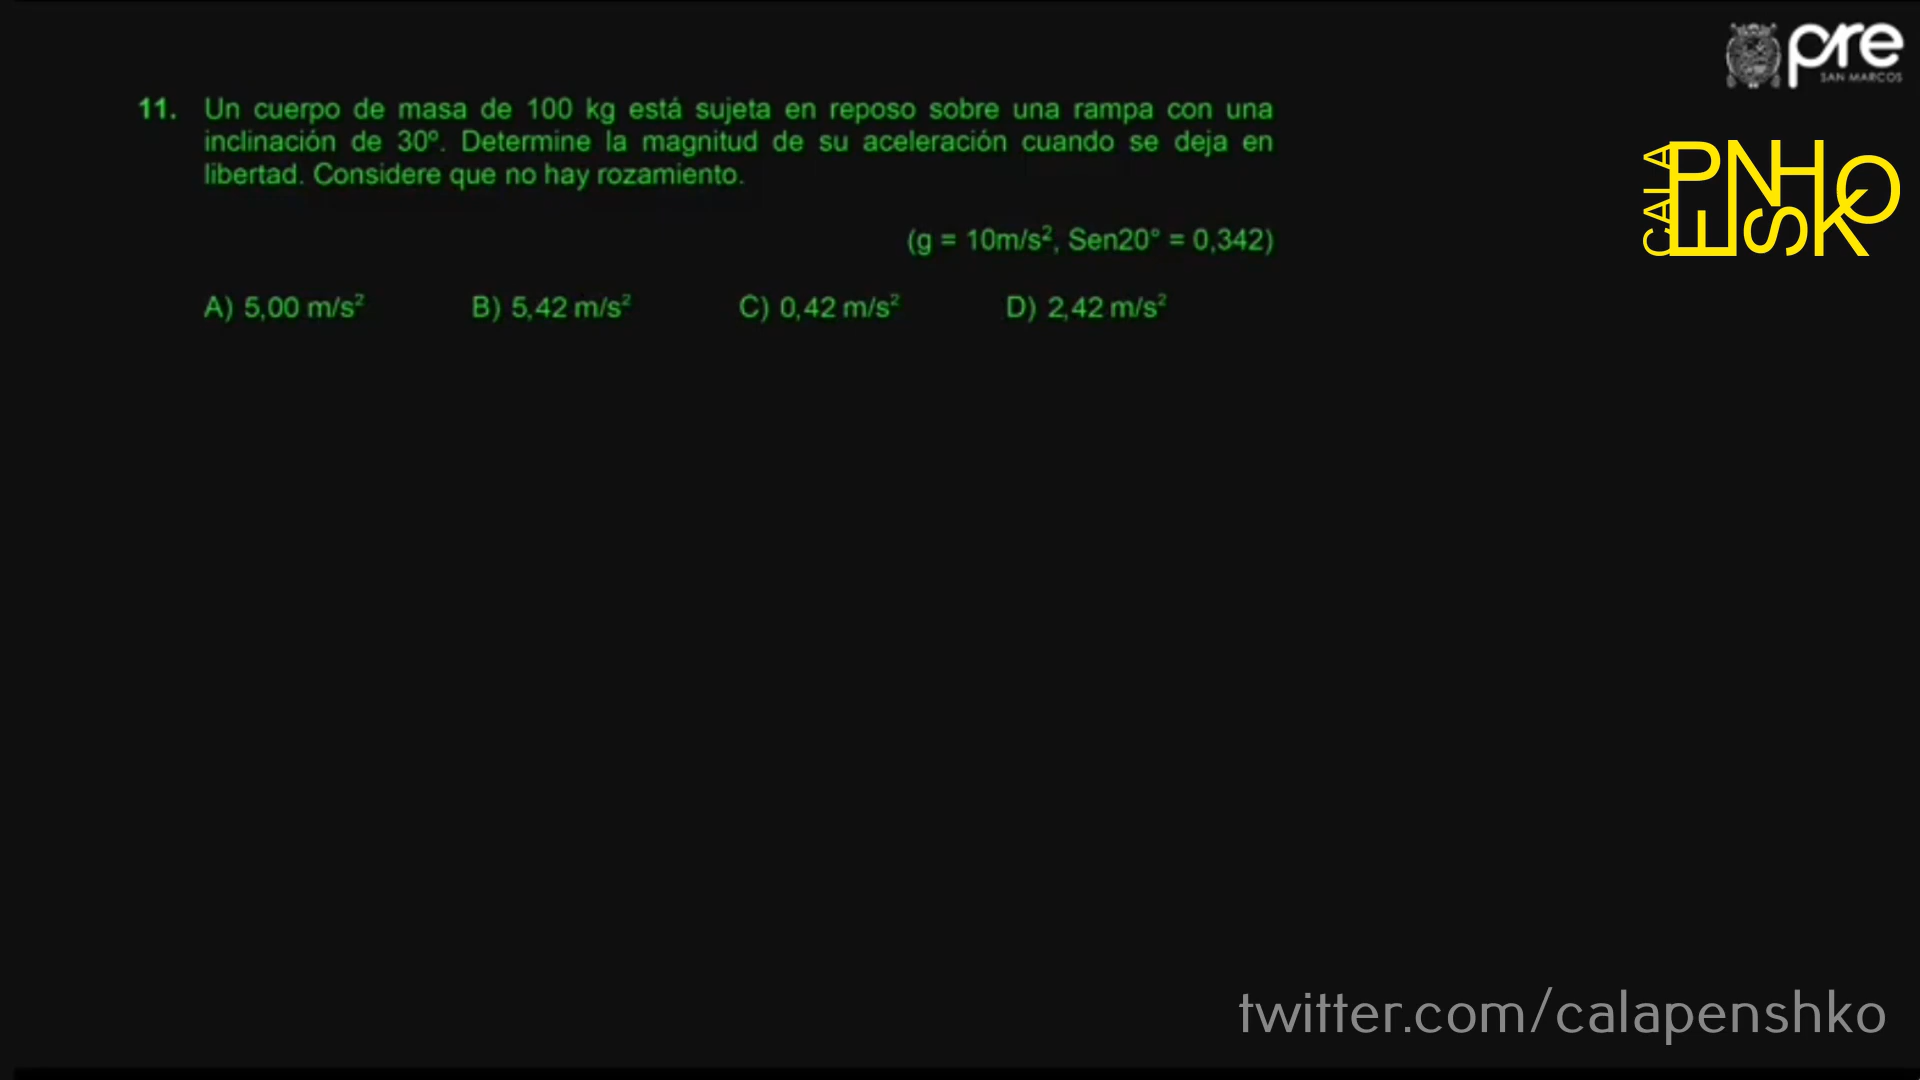 pre
SAN MARCOS
11. Un cuerpo de masa de 100 kg está sujeta en reposo sobre una rampa con una
inclinación de 30º. Determine la magnitud de su aceleración cuando se deja en
libertad. Considere que no hay rozamiento.
CALA
PENSHKO
(g = 10m/s², Sen20° = 0,342)
A) 5,00 m/s² B) 5,42 m/s² C) 0,42 m/s² D) 2,42 m/s²
twitter.com/calapenshko